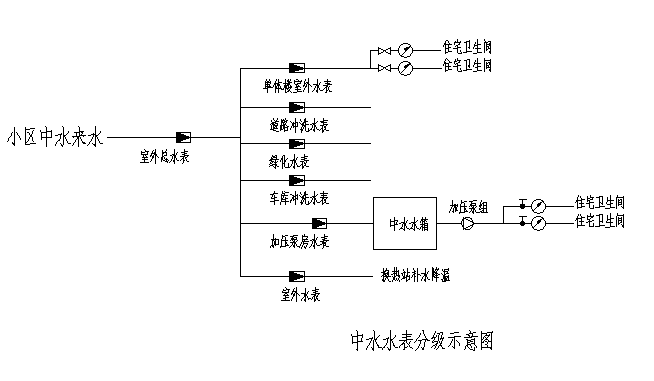 住宅卫生间
住宅卫生间
单体楼室外水表
道路冲洗水表
小区中水来水
室外总水表
绿化水表
车库冲洗水表
加压泵组
住宅卫生间
中水水箱
住宅卫生间
加压泵房水表
换热站补水降温
室外水表
中水水表分级示意图